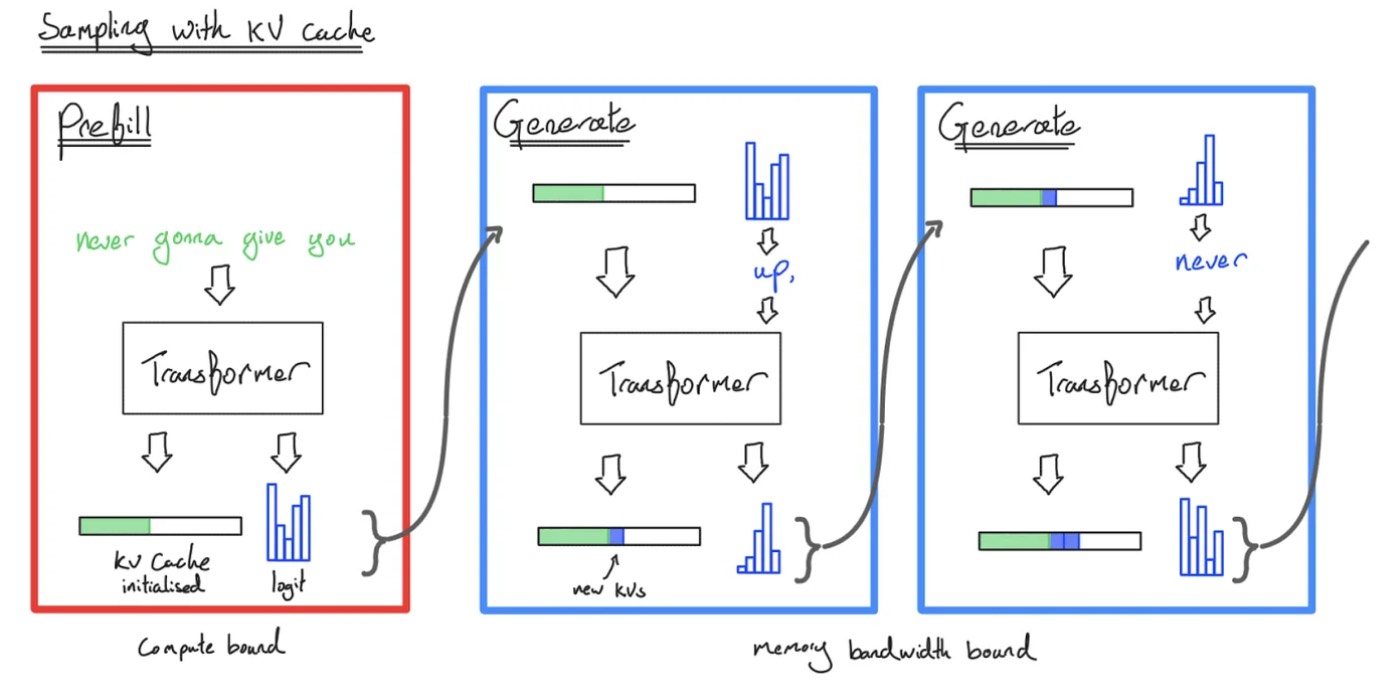 Sampling with KV Cache
Prefill
never gonna give you
Transformer
KV Cache
initialised
logit
Compute bound
Generate
up,
Transformer
new KVs
Generate
never
Transformer
memory bandwidth bound